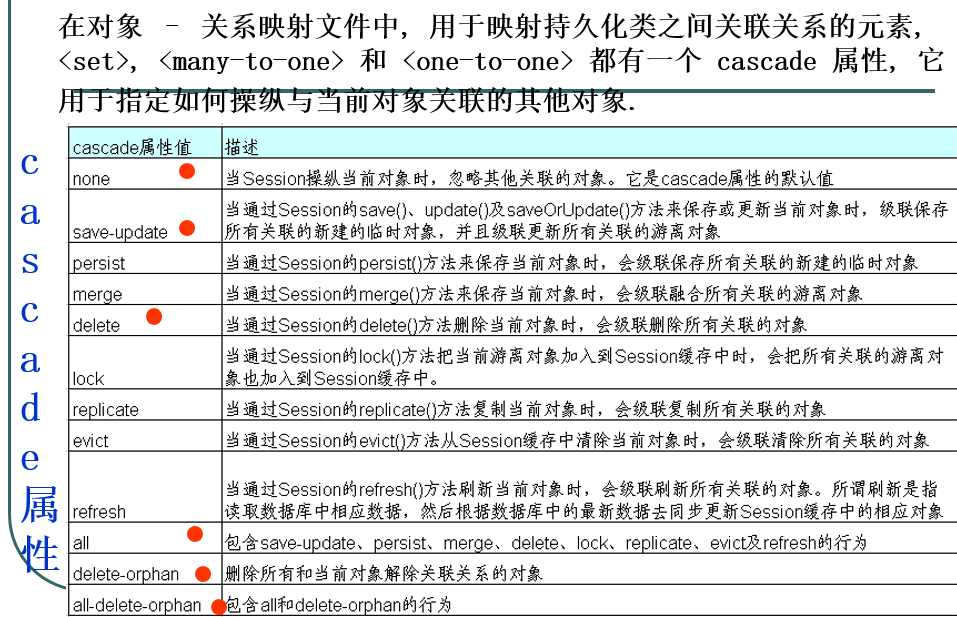 在对象 - 关系映射文件中, 用于映射持久化类之间关联关系的元素,
<set>, <many-to-one> 和 <one-to-one> 都有一个 cascade 属性, 它
用于指定如何操纵与当前对象关联的其他对象.
cascade属性
cascade属性值 描述
none 当Session操纵当前对象时，忽略其他关联的对象。它是cascade属性的默认值
save-update 当通过Session的save()、update()及saveOrUpdate()方法来保存或更新当前对象时，级联保存
所有关联的新建的临时对象，并且级联更新所有关联的游离对象
persist 当通过Session的persist()方法来保存当前对象时，会级联保存所有关联的新建的临时对象
merge 当通过Session的merge()方法来保存当前对象时，会级联融合所有关联的游离对象
delete 当通过Session的delete()方法删除当前对象时，会级联删除所有关联的对象
lock 当通过Session的lock()方法把当前游离对象加入到Session缓存中时，会把所有关联的游离对
象也加入到Session缓存中。
replicate 当通过Session的replicate()方法复制当前对象时，会级联复制所有关联的对象
evict 当通过Session的evict()方法从Session缓存中清除当前对象时，会级联清除所有关联的对象
refresh 当通过Session的refresh()方法刷新当前对象时，会级联刷新所有关联的对象。所谓刷新是指
读取数据库中相应数据，然后根据数据库中的最新数据去同步更新Session缓存中的相应对象
all 包含save-update、persist、merge、delete、lock、replicate、evict及refresh的行为
delete-orphan 删除所有和当前对象解除关联关系的对象
all-delete-orphan 包含all和delete-orphan的行为